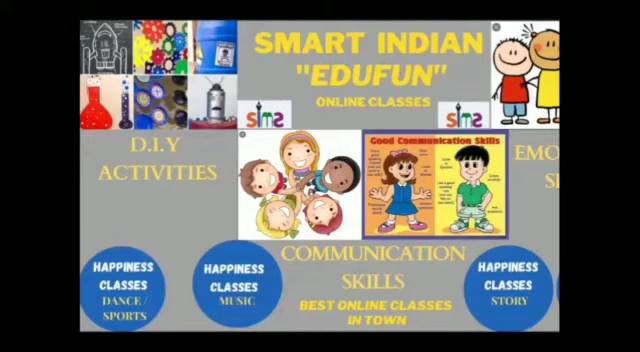 SMART INDIAN
"EDUFUN"
ONLINE CLASSES
sims
sims
D.I.Y
ACTIVITIES
Good Communication Skills
EMO
S
COMMUNICATION
SKILLS
BEST ONLINE CLASSES
IN TOWN
HAPPINESS
CLASSES
DANCE /
SPORTS
HAPPINESS
CLASSES
MUSIC
HAPPINESS
CLASSES
STORY